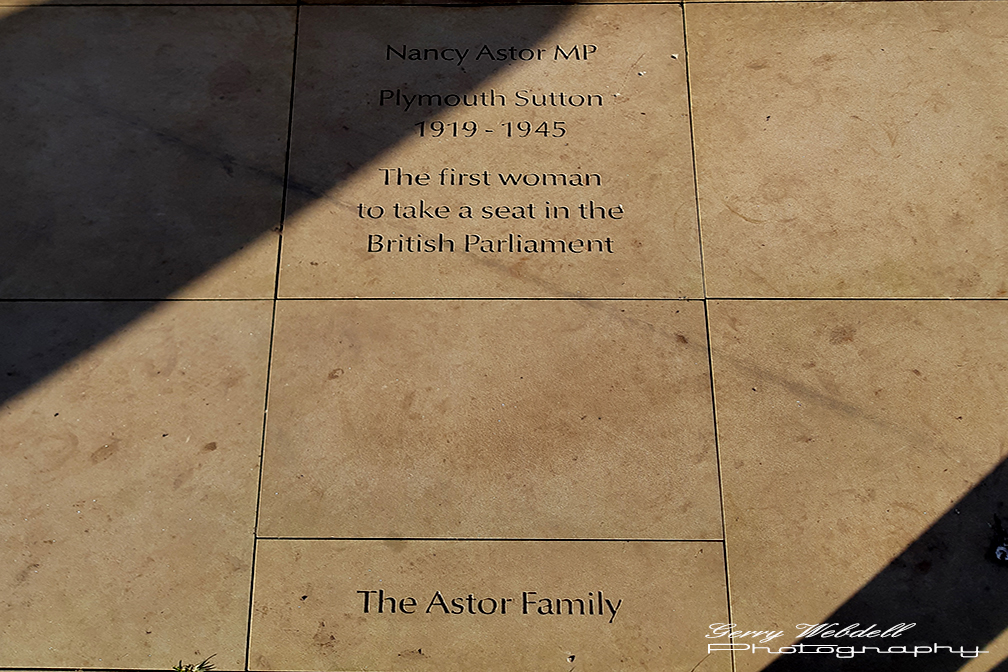 Nancy Astor MP
Plymouth Sutton
1919 - 1945
The first woman
to take a seat in the
British Parliament
The Astor Family
Gerry Webdell
Photography